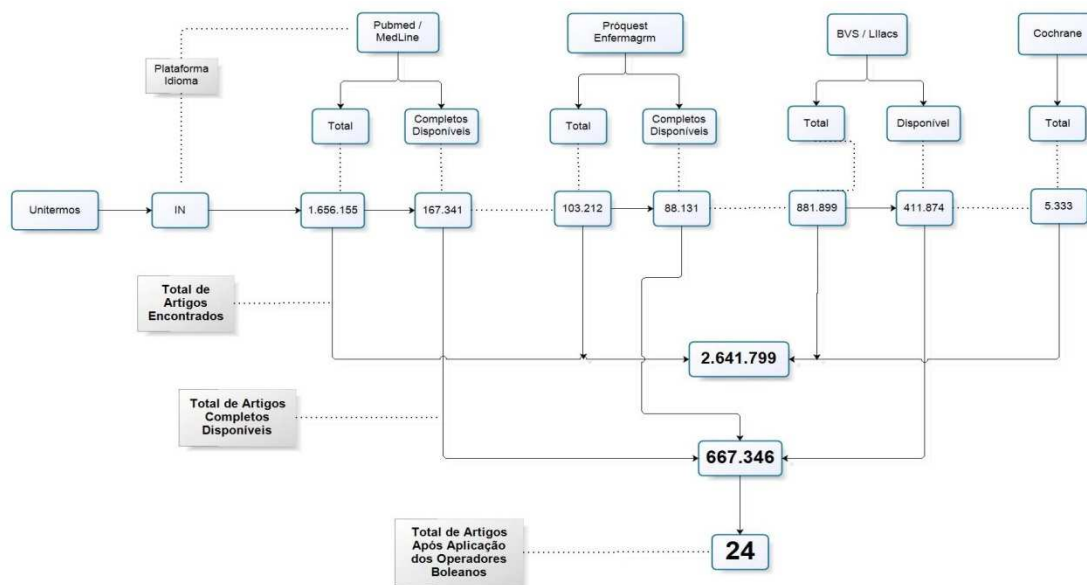 Pubmed /
MedLine
Próquest
Enfermagrm
BVS / LIlacs
Cochrane
Plataforma
Idioma
Total
Completos
Disponíveis
Total
Completos
Disponíveis
Total
Disponível
Total
Unitermos
IN
1.656.155
167.341
103.212
88.131
881.899
411.874
5.333
Total de
Artigos
Encontrados
2.641.799
Total de Artigos
Completos
Disponíveis
667.346
Total de Artigos
Após Aplicação
dos Operadores
Boleanos
24